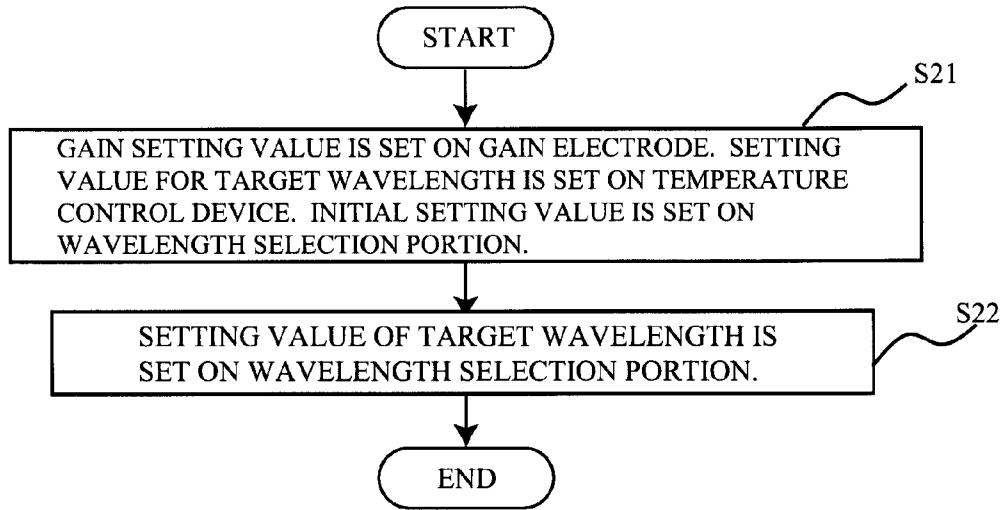 START
S21
GAIN SETTING VALUE IS SET ON GAIN ELECTRODE. SETTING
VALUE FOR TARGET WAVELENGTH IS SET ON TEMPERATURE
CONTROL DEVICE. INITIAL SETTING VALUE IS SET ON
WAVELENGTH SELECTION PORTION.
S22
SETTING VALUE OF TARGET WAVELENGTH IS
SET ON WAVELENGTH SELECTION PORTION.
END